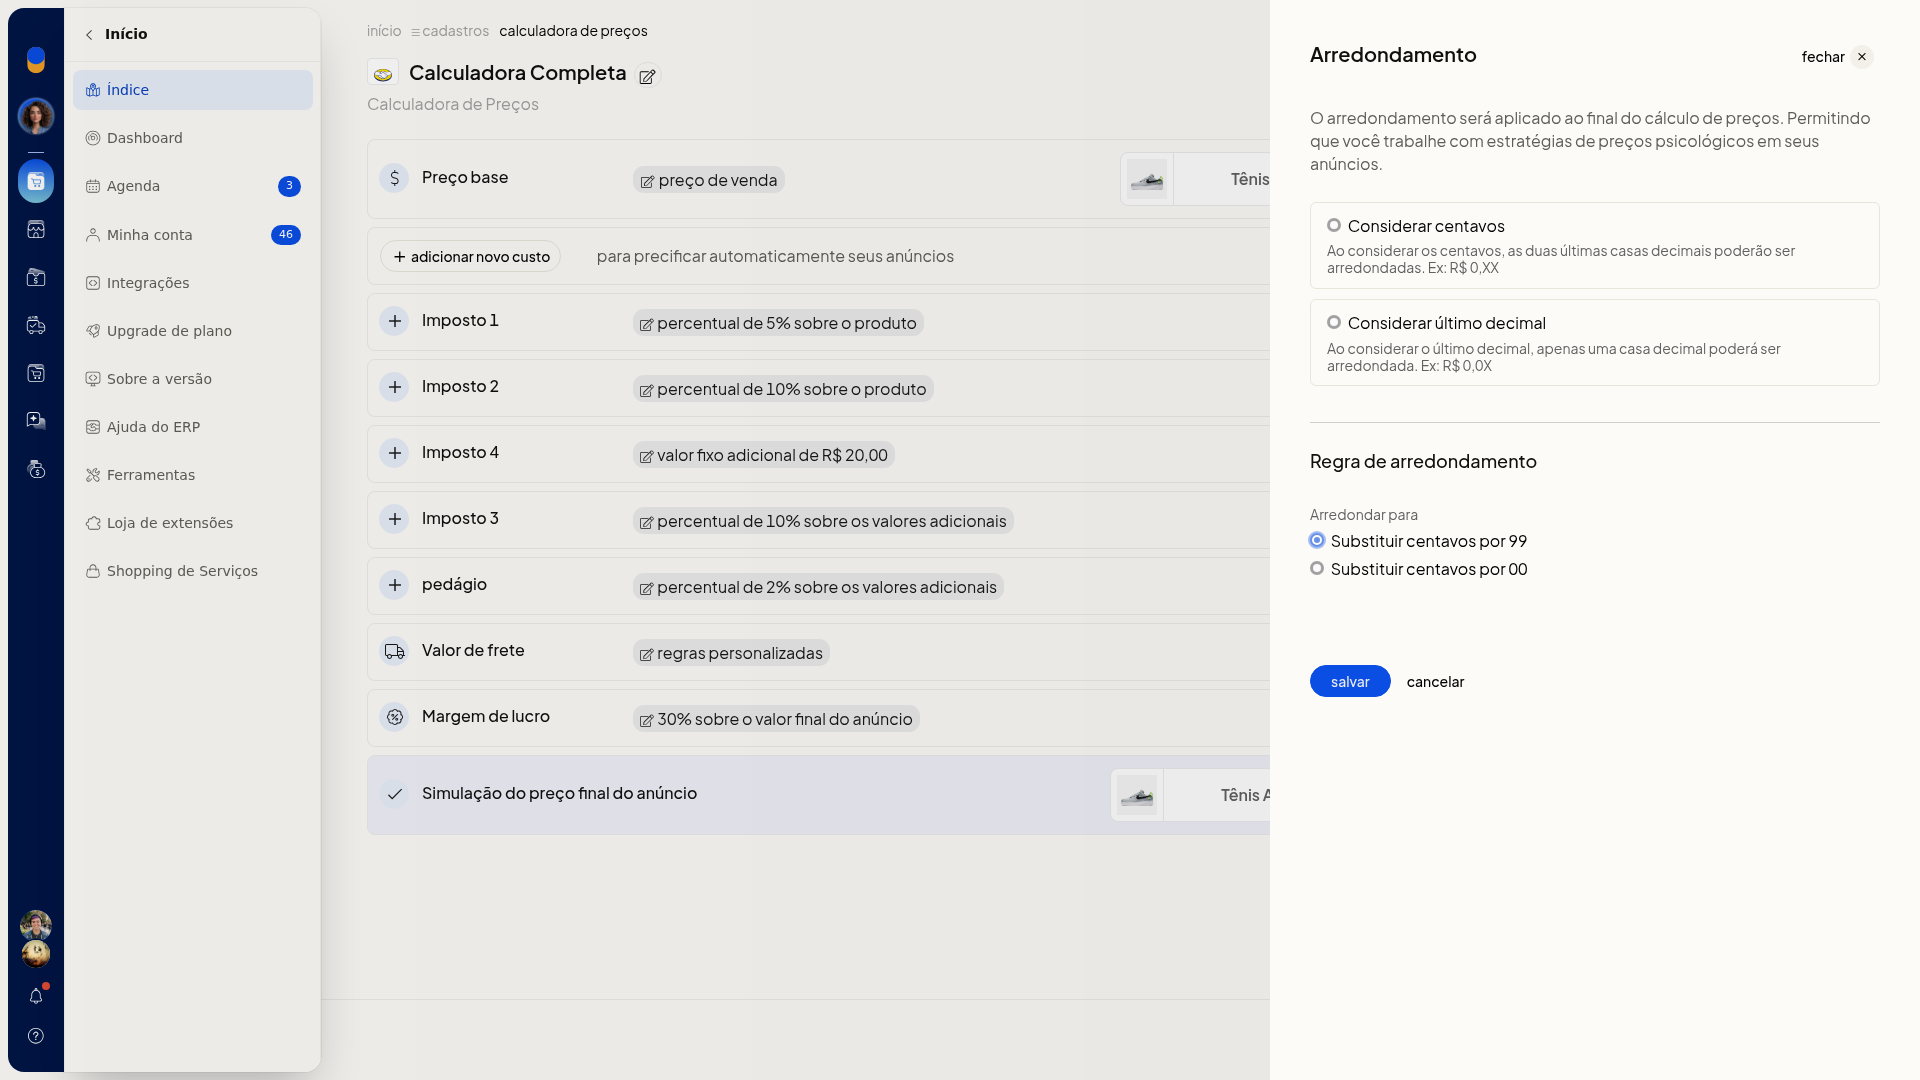 Início
Índice
Dashboard
Agenda
3
Minha conta
46
Integrações
Upgrade de plano
Sobre a versão
Ajuda do ERP
Ferramentas
Loja de extensões
Shopping de Serviços
início cadastros calculadora de preços
Calculadora Completa
Calculadora de Preços
Preço base
preço de venda
Tênis
adicionar novo custo
para precificar automaticamente seus anúncios
Imposto 1
percentual de 5% sobre o produto
Imposto 2
percentual de 10% sobre o produto
Imposto 4
valor fixo adicional de R$ 20,00
Imposto 3
percentual de 10% sobre os valores adicionais
pedágio
percentual de 2% sobre os valores adicionais
Valor de frete
regras personalizadas
Margem de lucro
30% sobre o valor final do anúncio
Simulação do preço final do anúncio
Tênis A
Arredondamento
fechar
O arredondamento será aplicado ao final do cálculo de preços. Permitindo
que você trabalhe com estratégias de preços psicológicos em seus
anúncios.
Considerar centavos
Ao considerar os centavos, as duas últimas casas decimais poderão ser
arredondadas. Ex: R$ 0,XX
Considerar último decimal
Ao considerar o último decimal, apenas uma casa decimal poderá ser
arredondada. Ex: R$ 0,0X
Regra de arredondamento
Arredondar para
Substituir centavos por 99
Substituir centavos por 00
salvar
cancelar